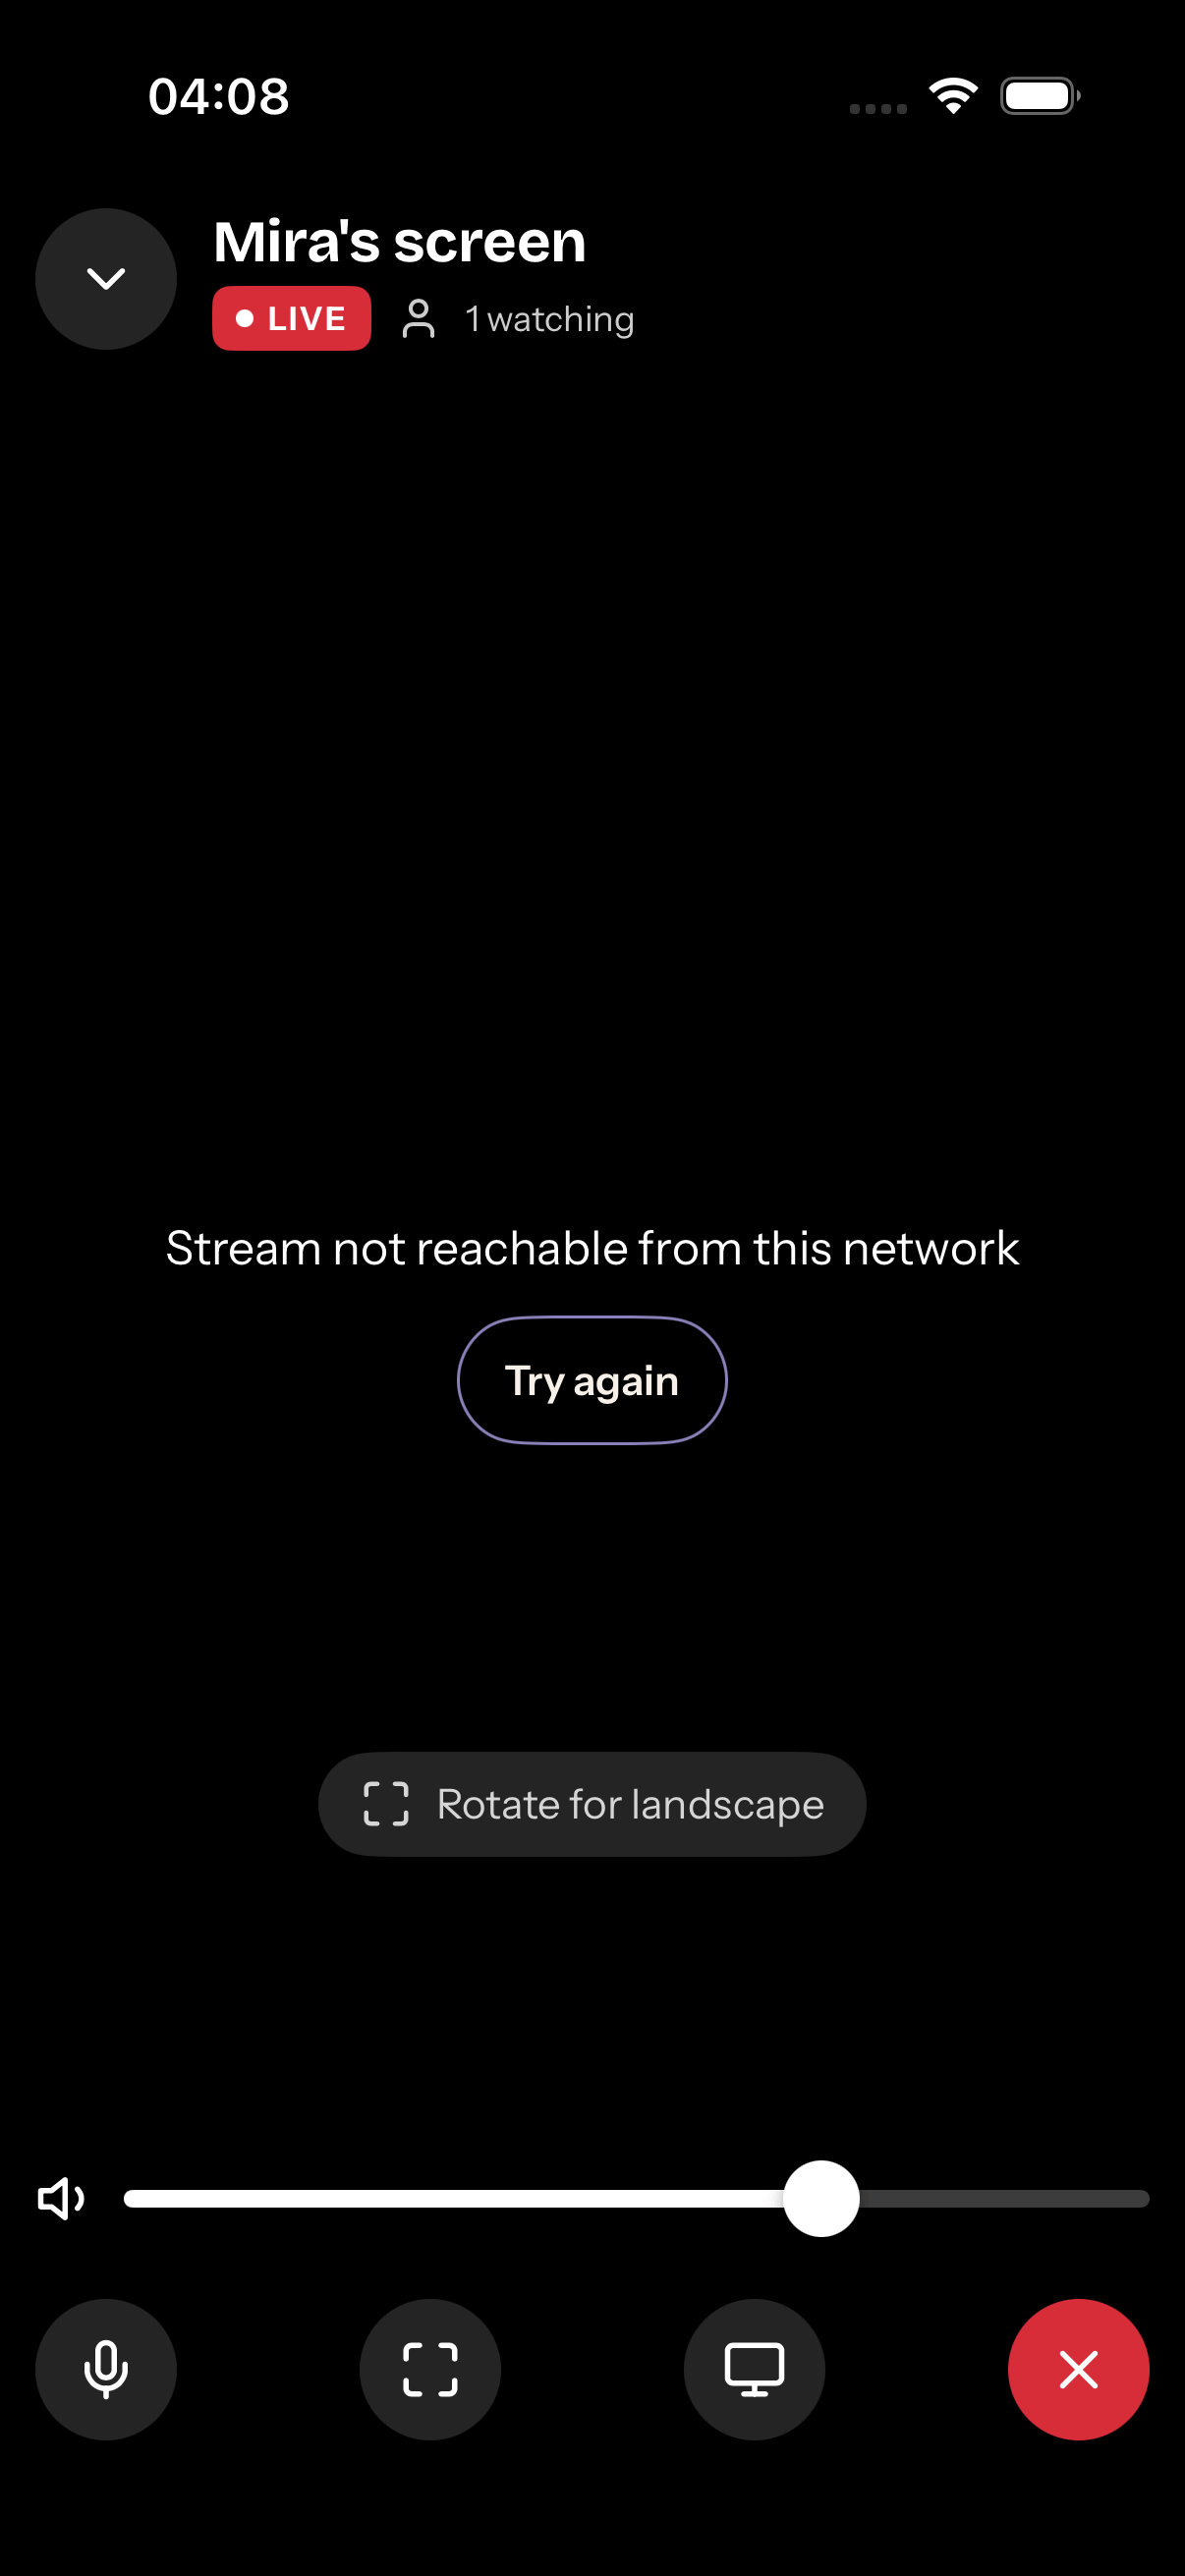 04:08
Mira's screen
LIVE
1 watching
Stream not reachable from this network
Try again
Rotate for landscape